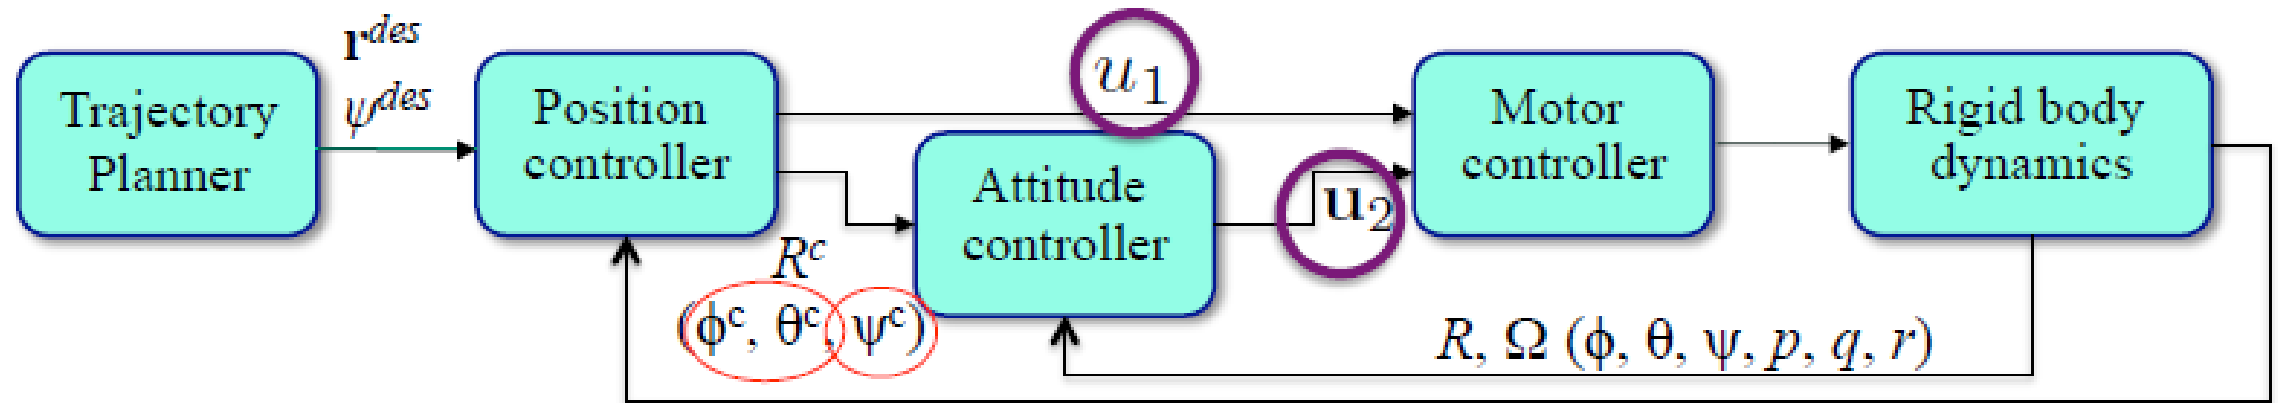 Trajectory
Planner
r^des
ψ^des
Position
controller
u₁
R^c
(ϕ^c, θ^c, ψ^c)
Attitude
controller
u₂
Motor
controller
Rigid body
dynamics
R, Ω (ϕ, θ, ψ, p, q, r)